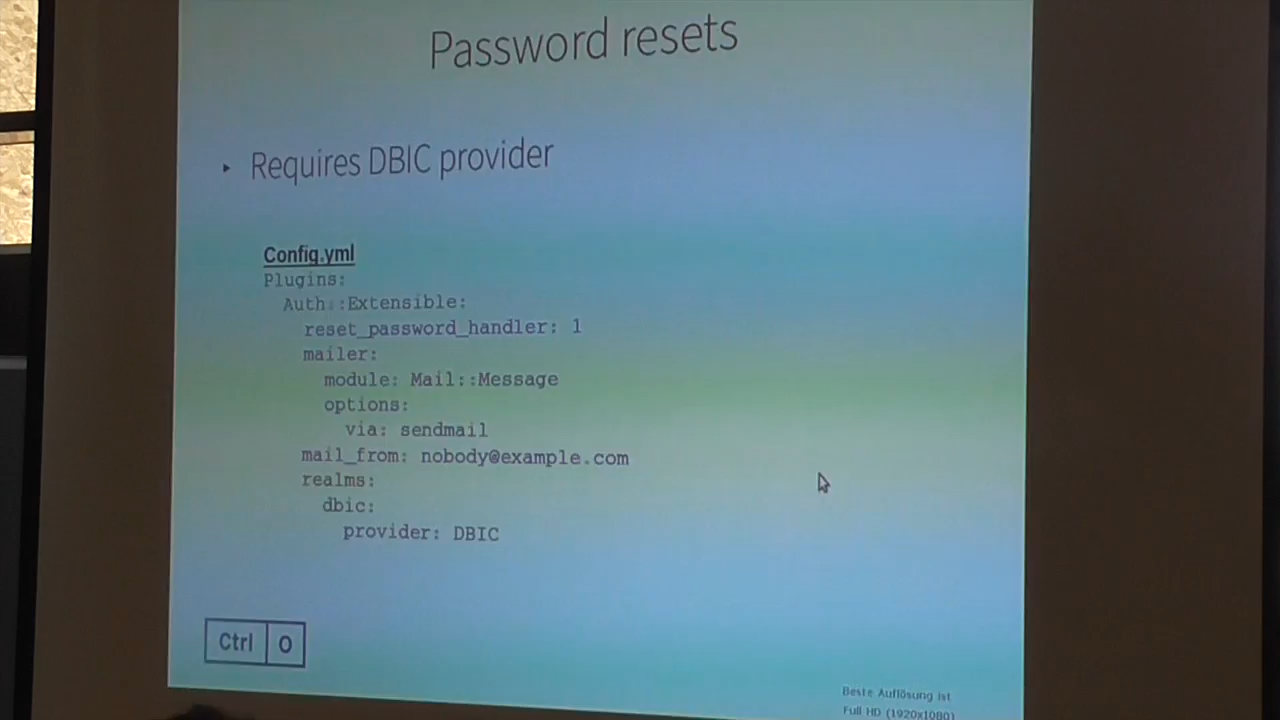 Password resets
‣ Requires DBIC provider
Config.yml
Plugins:
  Auth::Extensible:
    reset_password_handler: 1
    mailer:
      module: Mail::Message
      options:
        via: sendmail
    mail_from: nobody@example.com
    realms:
      dbic:
        provider: DBIC
Ctrl O
Beste Auflösung ist
Full HD (1920x1080)